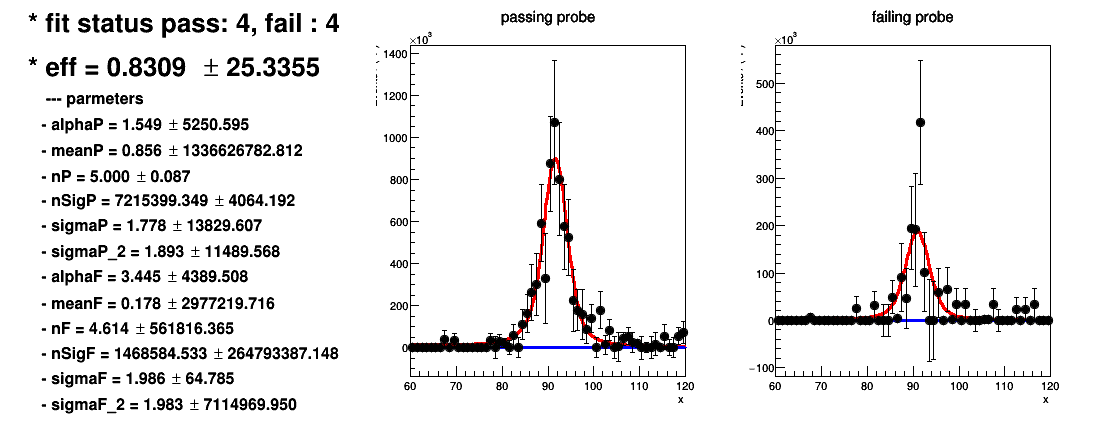 * fit status pass: 4, fail : 4
* eff = 0.8309 ± 25.3355
--- parmeters
- alphaP = 1.549 ± 5250.595
- meanP = 0.856 ± 1336626782.812
- nP = 5.000 ± 0.087
- nSigP = 7215399.349 ± 4064.192
- sigmaP = 1.778 ± 13829.607
- sigmaP_2 = 1.893 ± 11489.568
- alphaF = 3.445 ± 4389.508
- meanF = 0.178 ± 2977219.716
- nF = 4.614 ± 561816.365
- nSigF = 1468584.533 ± 264793387.148
- sigmaF = 1.986 ± 64.785
- sigmaF_2 = 1.983 ± 7114969.950
passing probe
×10³
1400
1200
1000
800
600
400
200
0
60 70 80 90 100 110 120
x
failing probe
×10³
500
400
300
200
100
0
−100
60 70 80 90 100 110 120
x